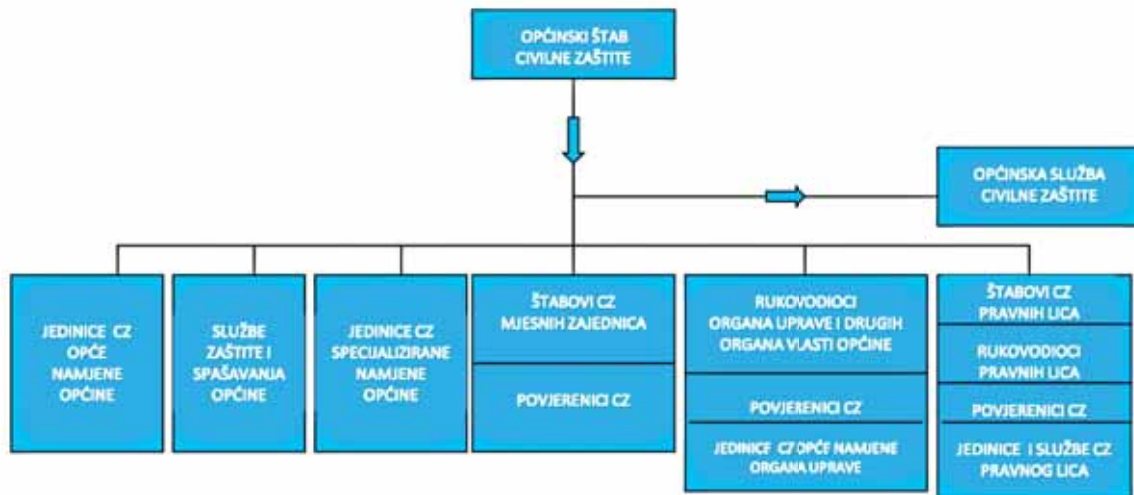 OPĆINSKI ŠTAB
CIVILNE ZAŠTITE
OPĆINSKA SLUŽBA
CIVILNE ZAŠTITE
JEDINICE CZ
OPĆE
NAMJENE
OPĆINE
SLUŽBE
ZAŠTITE I
SPAŠAVANJA
OPĆINE
JEDINICE CZ
SPECIJALIZIRANE
NAMJENE
OPĆINE
ŠTABOVI CZ
MJESNIH ZAJEDNICA
POVJERENICI CZ
RUKOVODIOCI
ORGANA UPRAVE I DRUGIH
ORGANA VLASTI OPĆINE
POVJERENICI CZ
JEDINICE CZ OPĆE NAMJENE
ORGANA UPRAVE
ŠTABOVI CZ
PRAVNIH LICA
RUKOVODIOCI
PRAVNIH LICA
POVJERENICI CZ
JEDINICE I SLUŽBE CZ
PRAVNOG LICA